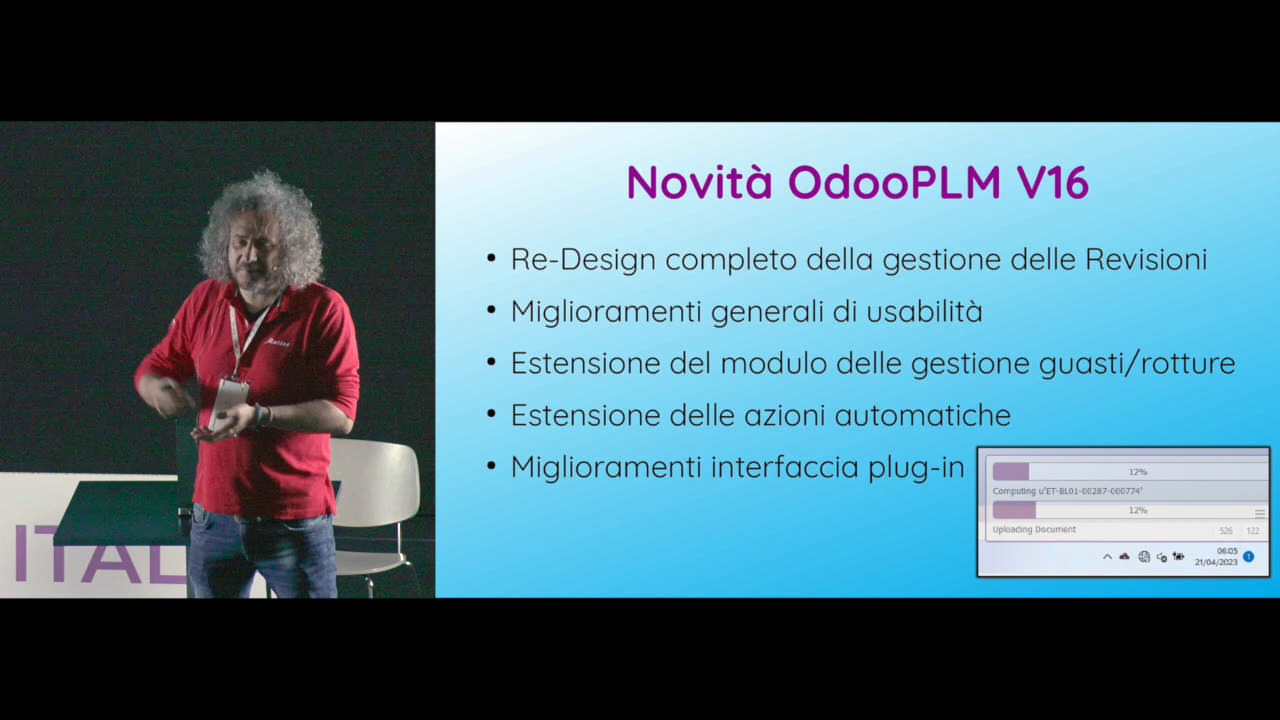 Novità OdooPLM V16
• Re-Design completo della gestione delle Revisioni
• Miglioramenti generali di usabilità
• Estensione del modulo delle gestione guasti/rotture
• Estensione delle azioni automatiche
• Miglioramenti interfaccia plug-in
12%
Computing u'ET-BL01-00287-000774'
12%
Uploading Document 526 122
06:05
21/04/2023
1
ITAL